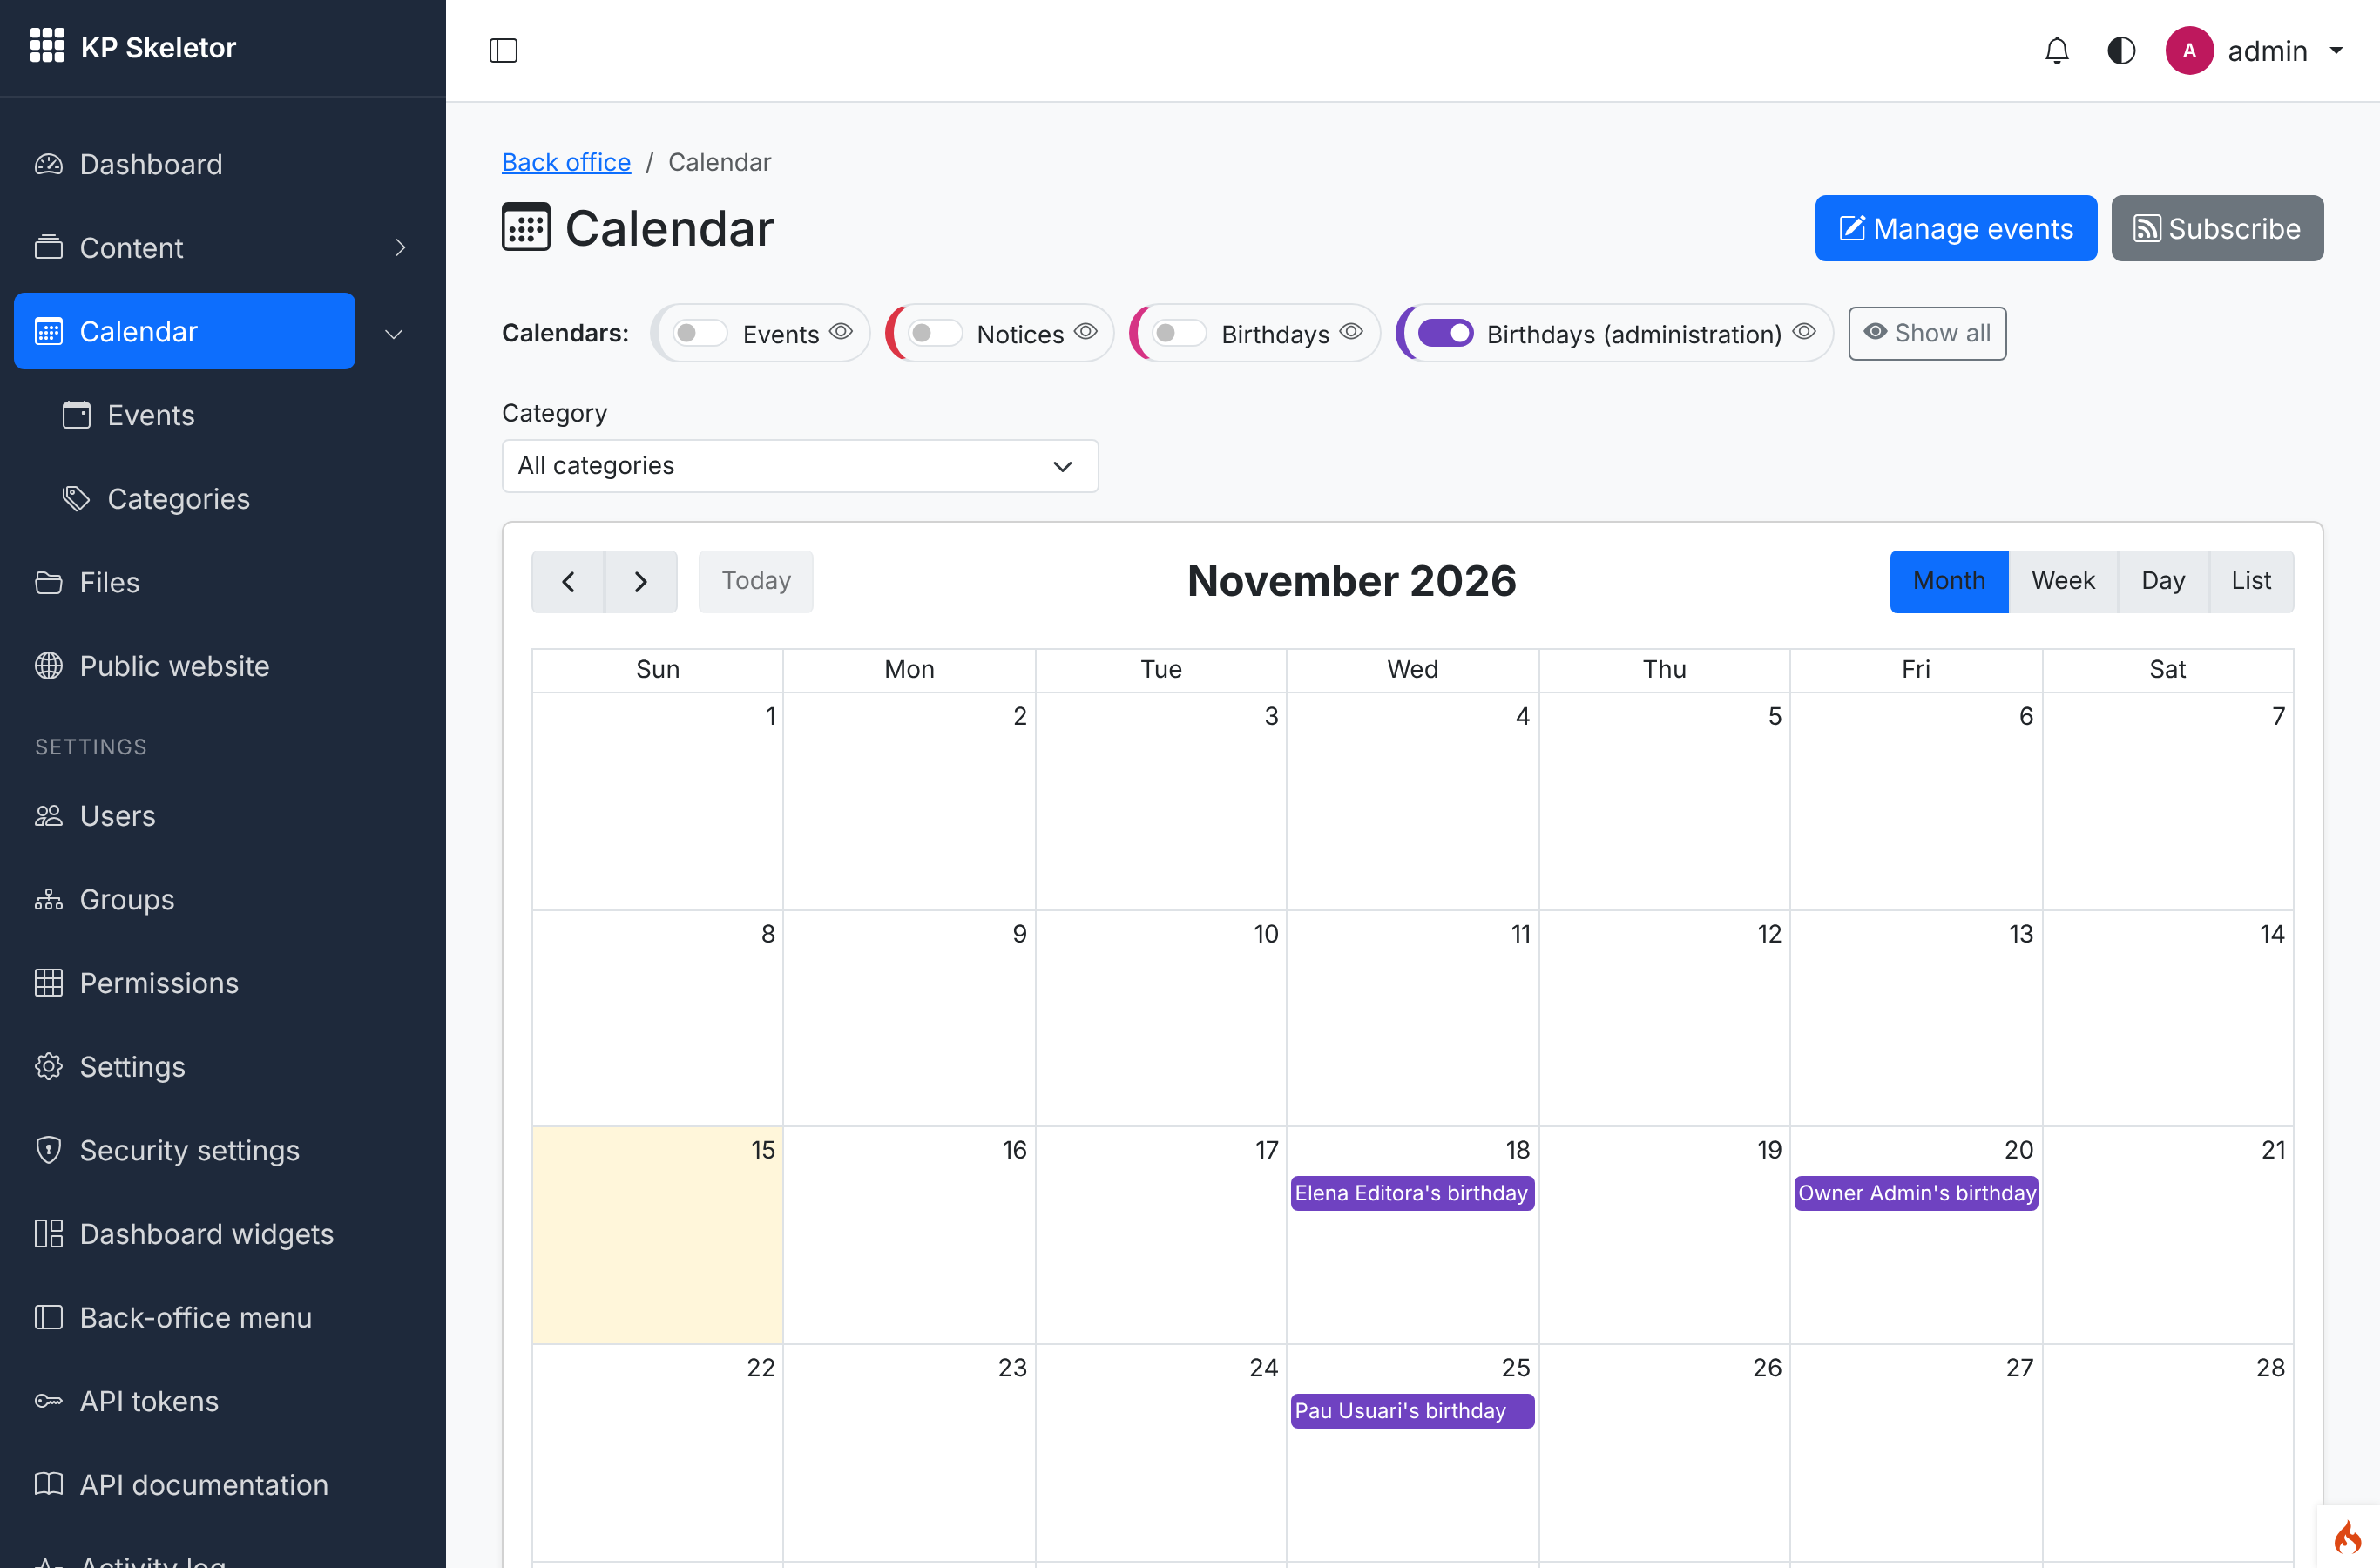 KP Skeletor
A admin
Dashboard
Content
Calendar
Events
Categories
Files
Public website
SETTINGS
Users
Groups
Permissions
Settings
Security settings
Dashboard widgets
Back-office menu
API tokens
API documentation
Activity log
Back office / Calendar
Calendar
Manage events
Subscribe
Calendars: Events Notices Birthdays Birthdays (administration) Show all
Category
All categories
Today
November 2026
Month Week Day List
Sun Mon Tue Wed Thu Fri Sat
1 2 3 4 5 6 7
8 9 10 11 12 13 14
15 16 17 18 19 20 21
Elena Editora's birthday Owner Admin's birthday
22 23 24 25 26 27 28
Pau Usuari's birthday